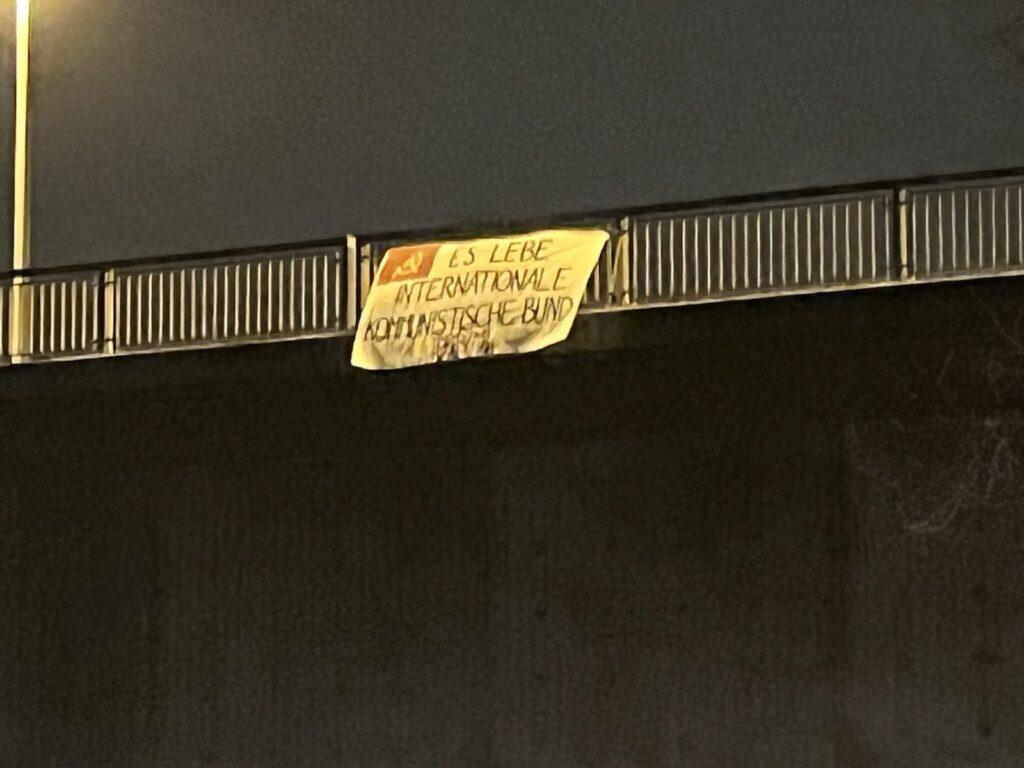 ES LEBE
INTERNATIONALE
KOMMUNISTISCHE BUND